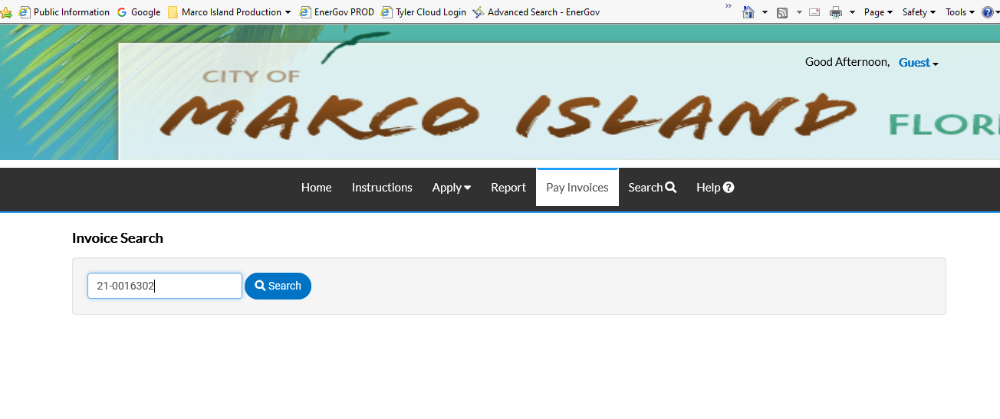 Public Information Google Marco Island Production EnerGov PROD Tyler Cloud Login Advanced Search - EnerGov » Page Safety Tools
Good Afternoon, Guest
CITY OF
MARCO ISLAND
FLORI
Home Instructions Apply Report Pay Invoices Search Help
Invoice Search
21-0016302 Search